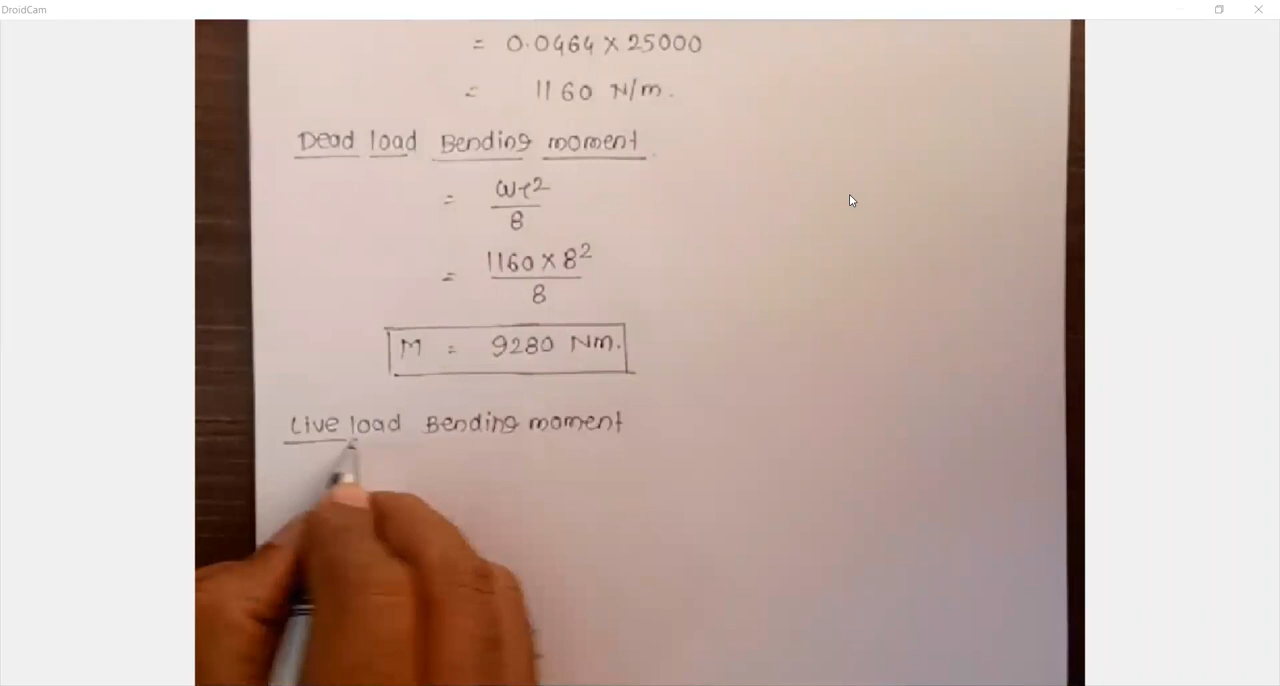 DroidCam
= 0.0464 × 25000
= 1160 N/m.
Dead load Bending moment.
= ωl²
8
= 1160 × 8²
8
M = 9280 Nm.
Live load Bending moment